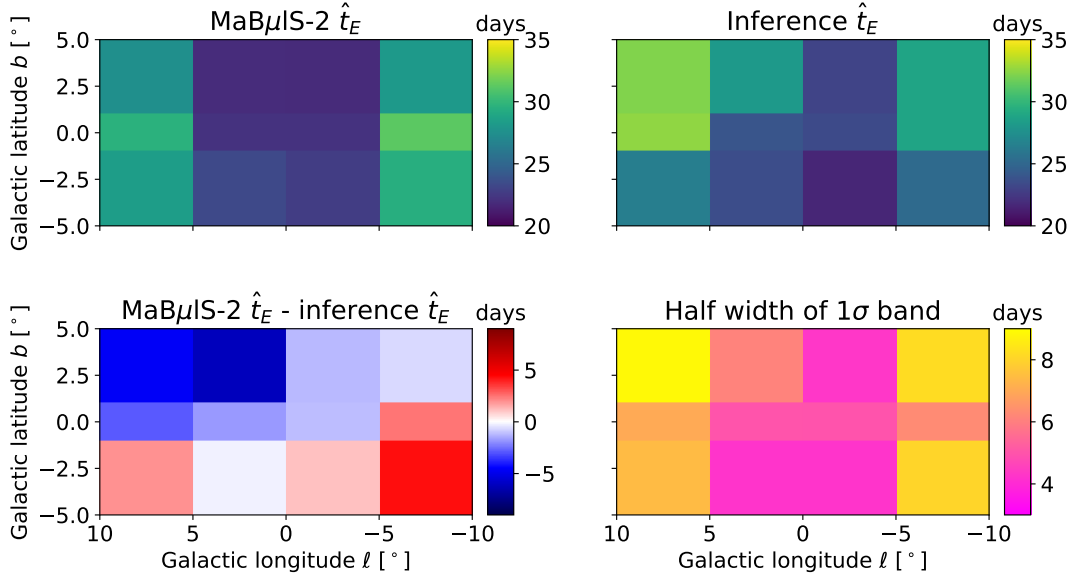 MaBμlS-2 t̂_E
days
Inference t̂_E
days
Galactic latitude b [°]
5.0
2.5
0.0
−2.5
−5.0
35
30
25
20
35
30
25
20
MaBμlS-2 t̂_E - inference t̂_E
days
Half width of 1σ band
days
Galactic latitude b [°]
5.0
2.5
0.0
−2.5
−5.0
10
5
0
−5
−10
Galactic longitude ℓ [°]
5
0
−5
10
5
0
−5
−10
Galactic longitude ℓ [°]
8
6
4